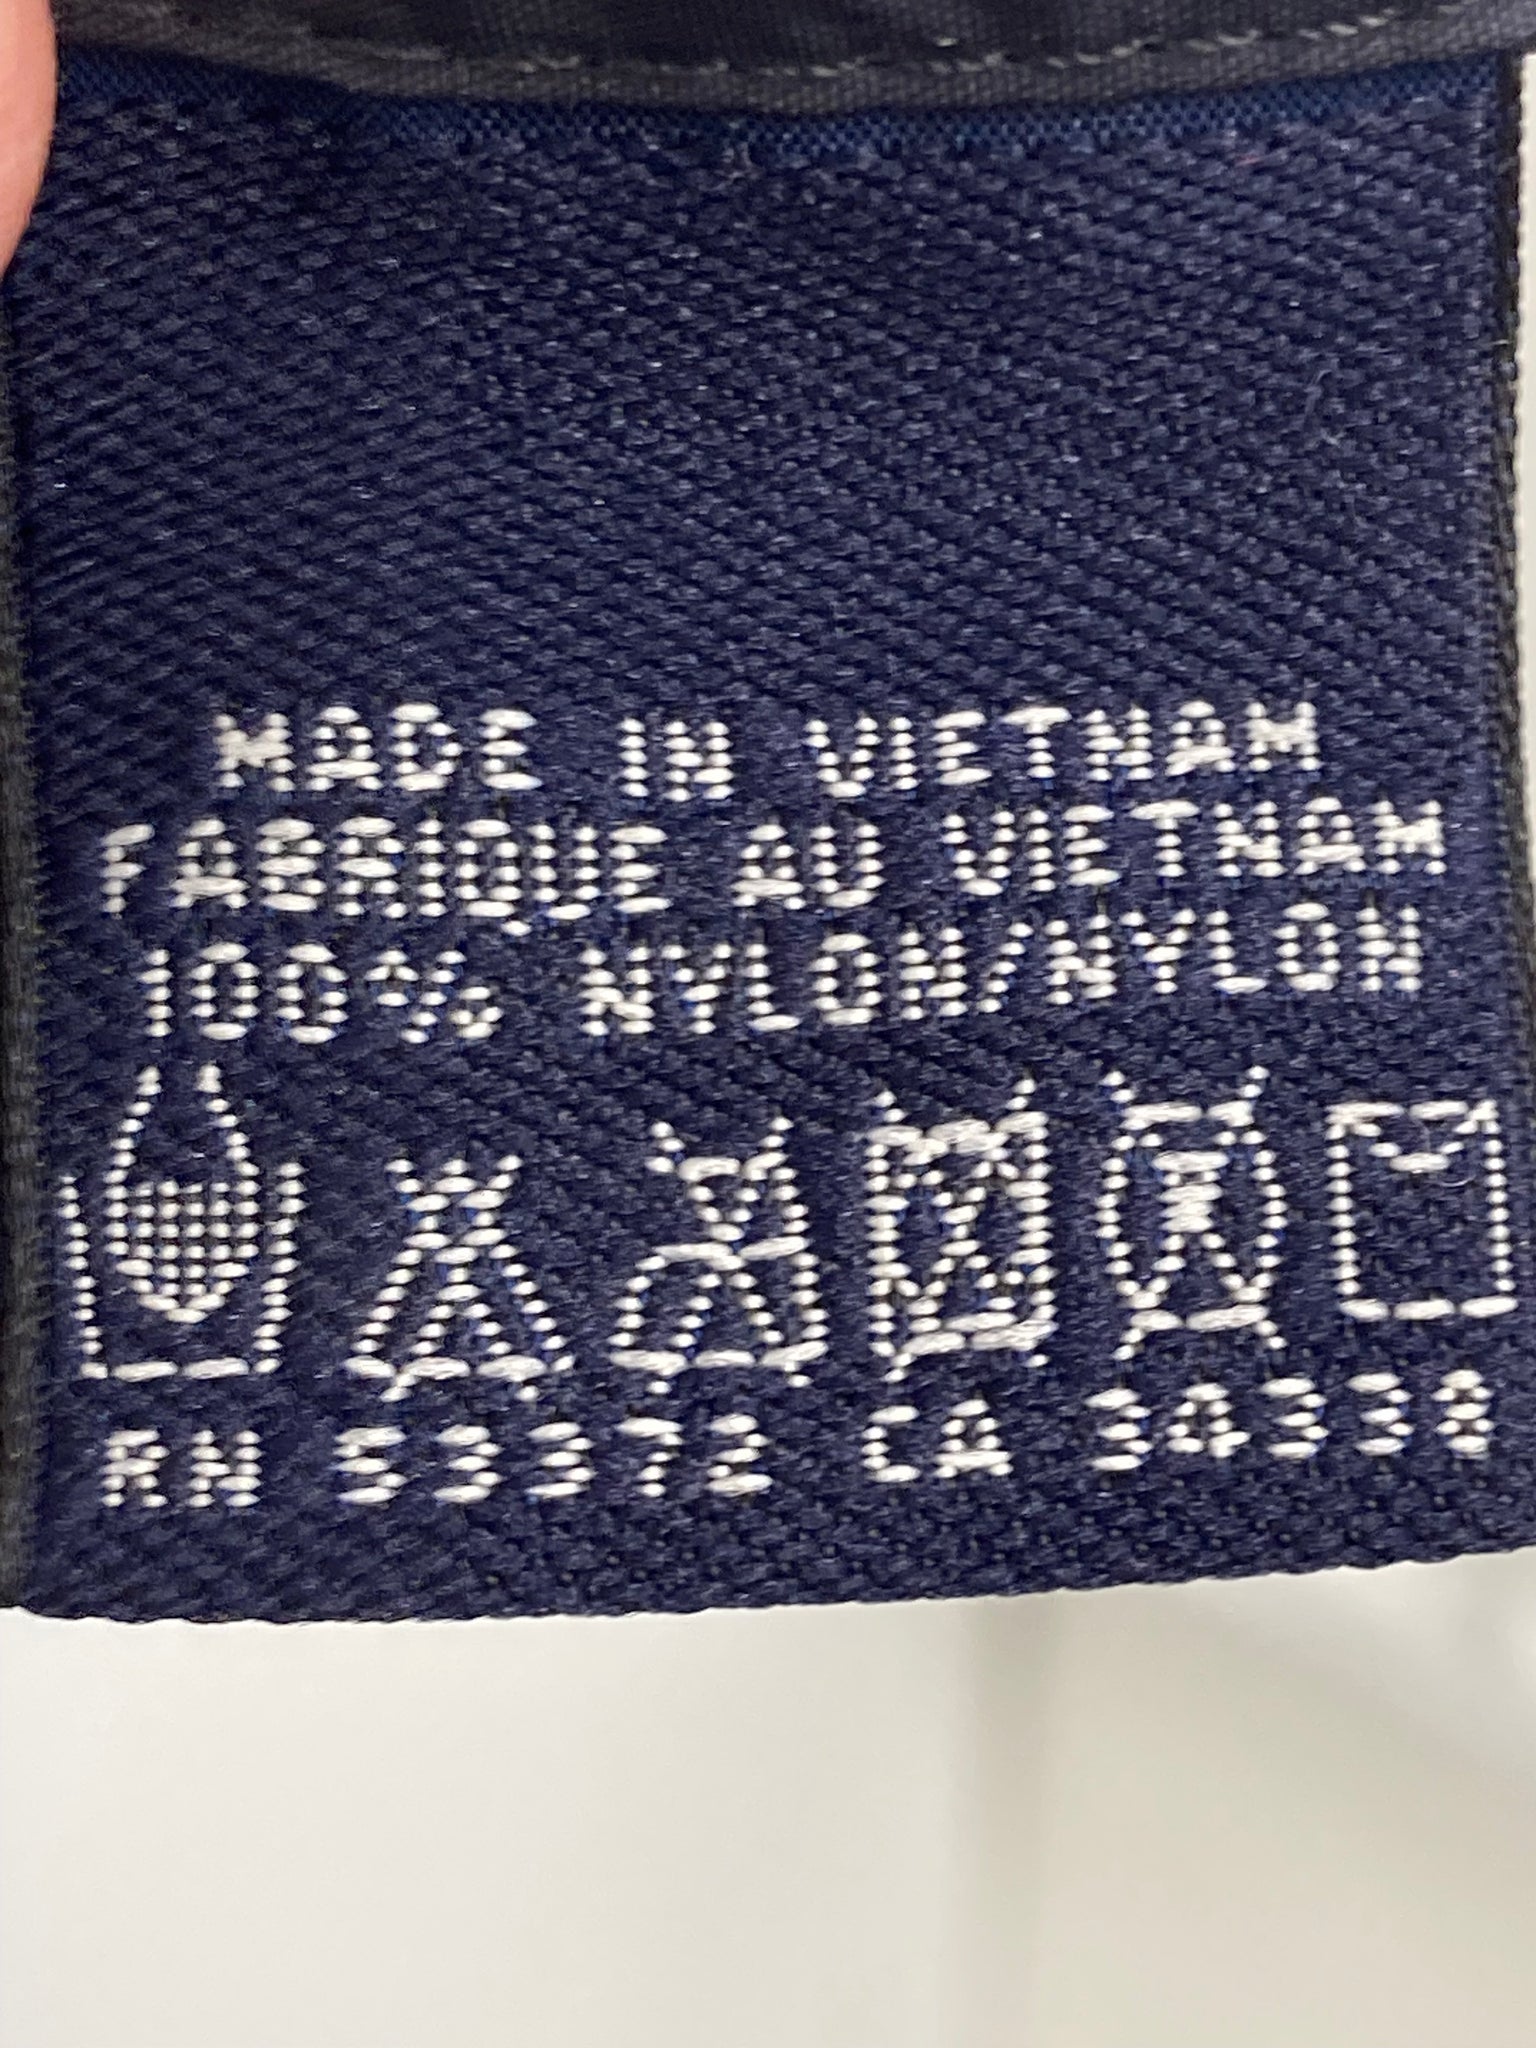 MADE IN VIETNAM
FABRIQUE AU VIETNAM
100% NYLON/NYLON
RN 53372 CA 34338